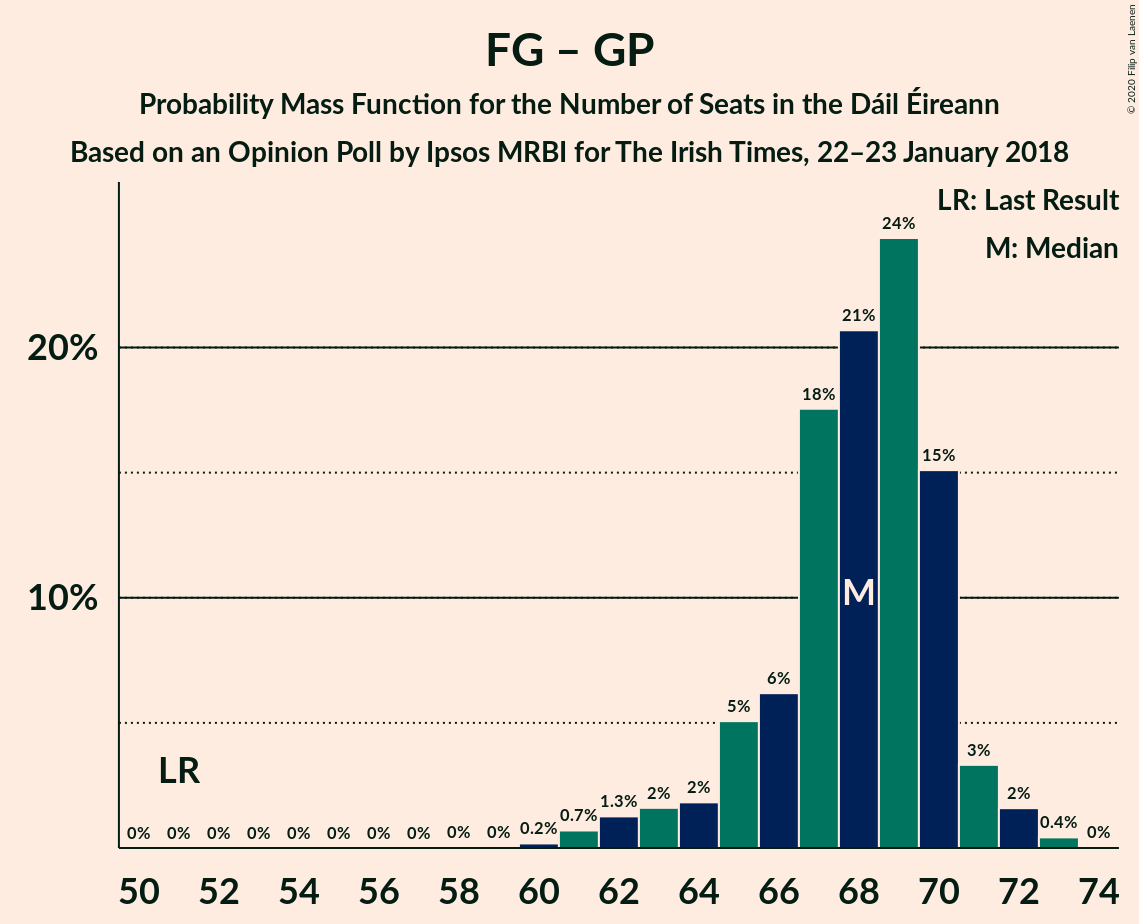 FG – GP
Probability Mass Function for the Number of Seats in the Dáil Éireann
Based on an Opinion Poll by Ipsos MRBI for The Irish Times, 22–23 January 2018
© 2020 Filip van Laenen
LR: Last Result
M: Median
20%
10%
LR
M
0% 0% 0% 0% 0% 0% 0% 0% 0% 0% 0.2% 0.7% 1.3% 2% 2% 5% 6% 18% 21% 24% 15% 3% 2% 0.4% 0%
50 52 54 56 58 60 62 64 66 68 70 72 74